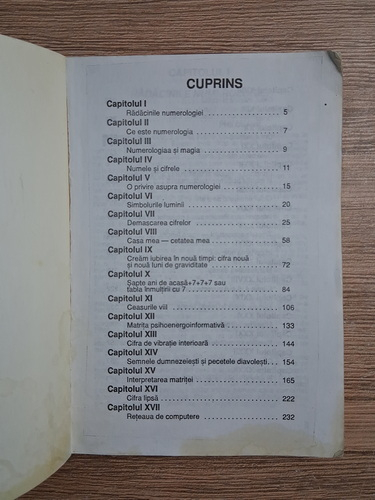 CUPRINS
Capitolul I
Rădăcinile numerologiei ........................ 5
Capitolul II
Ce este numerologia ........................ 7
Capitolul III
Numerologiaa și magia ........................ 9
Capitolul IV
Numele și cifrele ........................ 11
Capitolul V
O privire asupra numerologiei ........................ 15
Capitolul VI
Simbolurile luminii ........................ 20
Capitolul VII
Demascarea cifrelor ........................ 25
Capitolul VIII
Casa mea — cetatea mea ........................ 58
Capitolul IX
Creăm iubirea în nouă timpi: cifra nouă
și nouă luni de graviditate ........................ 72
Capitolul X
Șapte ani de acasă+7+7+7 sau
tabla înmulțirii cu 7 ........................ 84
Capitolul XI
Ceasurile vii ........................ 106
Capitolul XII
Matrița psihoenergoinformativă ........................ 133
Capitolul XIII
Cifra de vibrație interioară ........................ 144
Capitolul XIV
Semnele dumnezeiești și pecetele diavolești... 154
Capitolul XV
Interpretarea matriței ........................ 165
Capitolul XVI
Cifra lipsă ........................ 222
Capitolul XVII
Rețeaua de computere ........................ 232